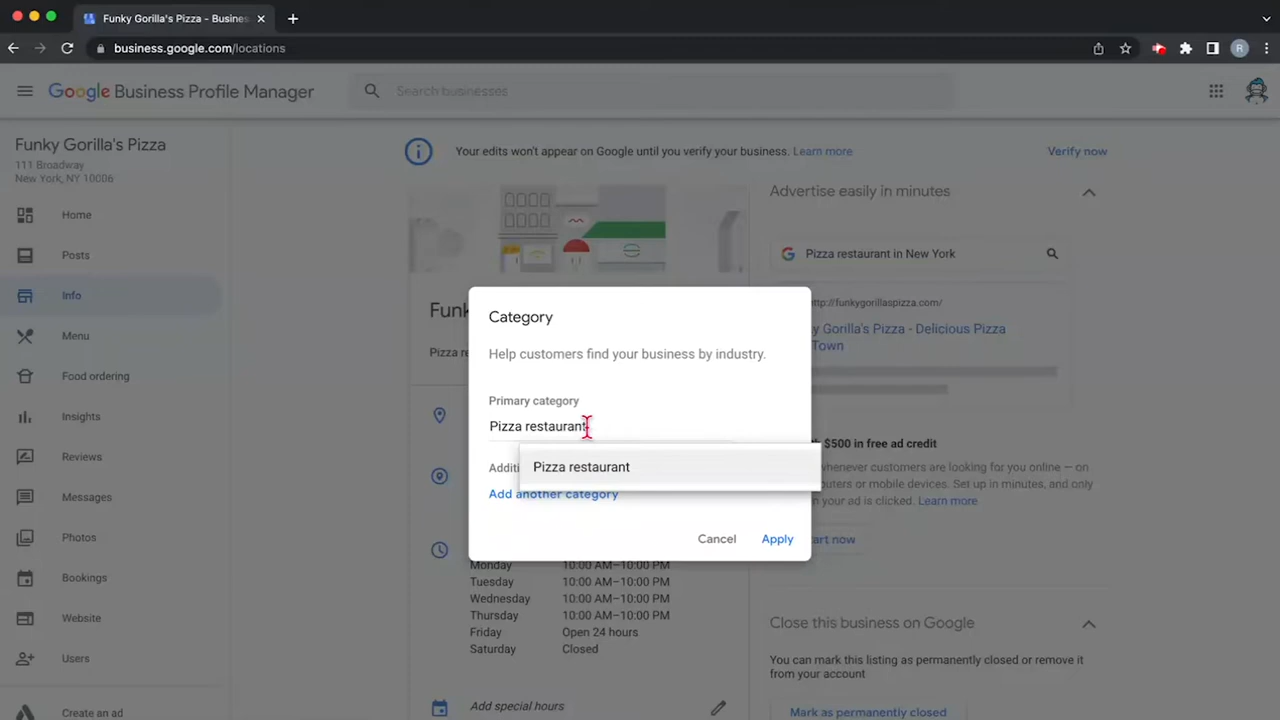 Funky Gorilla's Pizza - Busines
business.google.com/locations
R
Google Business Profile Manager
Search businesses
Funky Gorilla's Pizza
111 Broadway
New York, NY 10006
Home
Posts
Info
Menu
Food ordering
Insights
Reviews
Messages
Photos
Bookings
Website
Users
Create an ad
Your edits won't appear on Google until you verify your business. Learn more
Verify now
Funk
Pizza re
Category
Help customers find your business by industry.
Primary category
Pizza restaurant
Pizza restaurant
Additi
Add another category
Cancel
Apply
Monday 10:00 AM–10:00 PM
Tuesday 10:00 AM–10:00 PM
Wednesday 10:00 AM–10:00 PM
Thursday 10:00 AM–10:00 PM
Friday Open 24 hours
Saturday Closed
Add special hours
Advertise easily in minutes
Pizza restaurant in New York
ttp://funkygorillaspizza.com/
y Gorilla's Pizza - Delicious Pizza
Town
h $500 in free ad credit
whenever customers are looking for you online — on
uters or mobile devices. Set up in minutes, and only
n your ad is clicked. Learn more
tart now
Close this business on Google
You can mark this listing as permanently closed or remove it
from your account
Mark as permanently closed